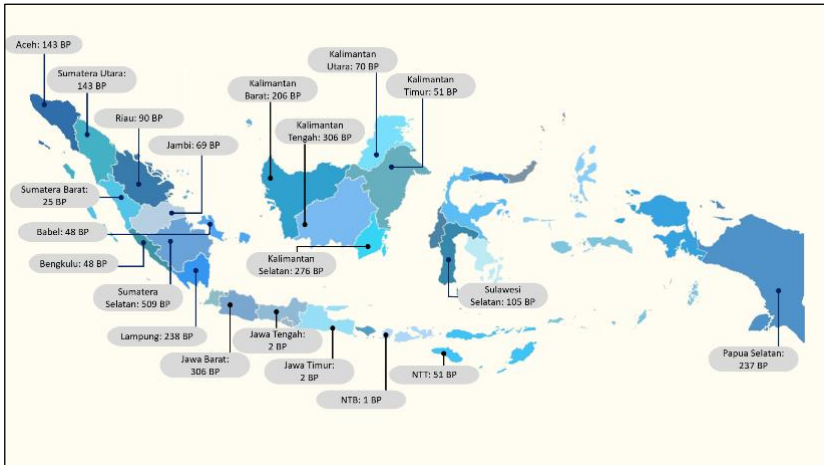 Aceh: 143 BP
Sumatera Utara:
143 BP
Riau: 90 BP
Jambi: 69 BP
Sumatera Barat:
25 BP
Babel: 48 BP
Bengkulu: 48 BP
Sumatera
Selatan: 509 BP
Lampung: 238 BP
Kalimantan
Utara: 70 BP
Kalimantan
Barat: 206 BP
Kalimantan
Timur: 51 BP
Kalimantan
Tengah: 306 BP
Kalimantan
Selatan: 276 BP
Sulawesi
Selatan: 105 BP
Jawa Barat:
306 BP
Jawa Tengah:
2 BP
Jawa Timur:
2 BP
NTB: 1 BP
NTT: 51 BP
Papua Selatan:
237 BP